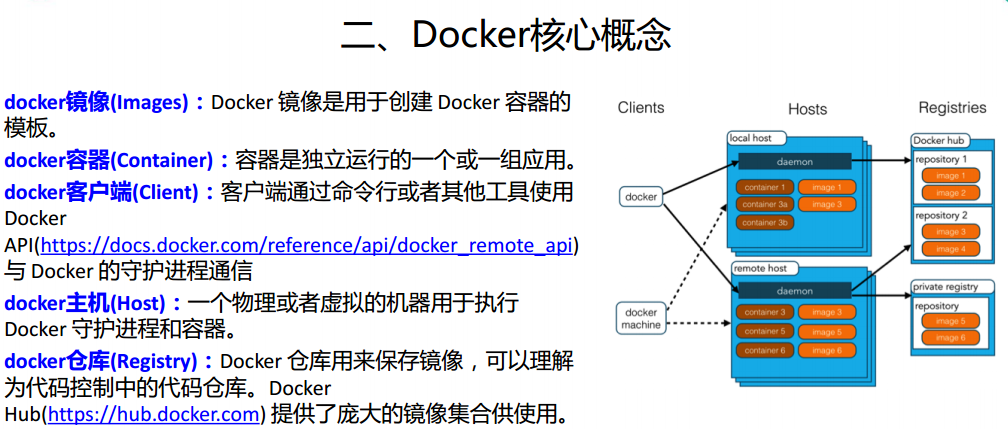 二、Docker核心概念
docker镜像(Images)：Docker 镜像是用于创建 Docker 容器的
模板。
docker容器(Container)：容器是独立运行的一个或一组应用。
docker客户端(Client)：客户端通过命令行或者其他工具使用
Docker
API(https://docs.docker.com/reference/api/docker_remote_api)
与 Docker 的守护进程通信
docker主机(Host)：一个物理或者虚拟的机器用于执行
Docker 守护进程和容器。
docker仓库(Registry)：Docker 仓库用来保存镜像，可以理解
为代码控制中的代码仓库。Docker
Hub(https://hub.docker.com) 提供了庞大的镜像集合供使用。
Clients
docker
docker
machine
Hosts
local host
daemon
container 1
image 1
container 3a
image 3
container 3b
remote host
daemon
container 3
image 3
container 5
image 5
container 6
image 6
Registries
Docker hub
repository 1
image 1
image 2
repository 2
image 3
image 4
private registry
repository
image 5
image 6